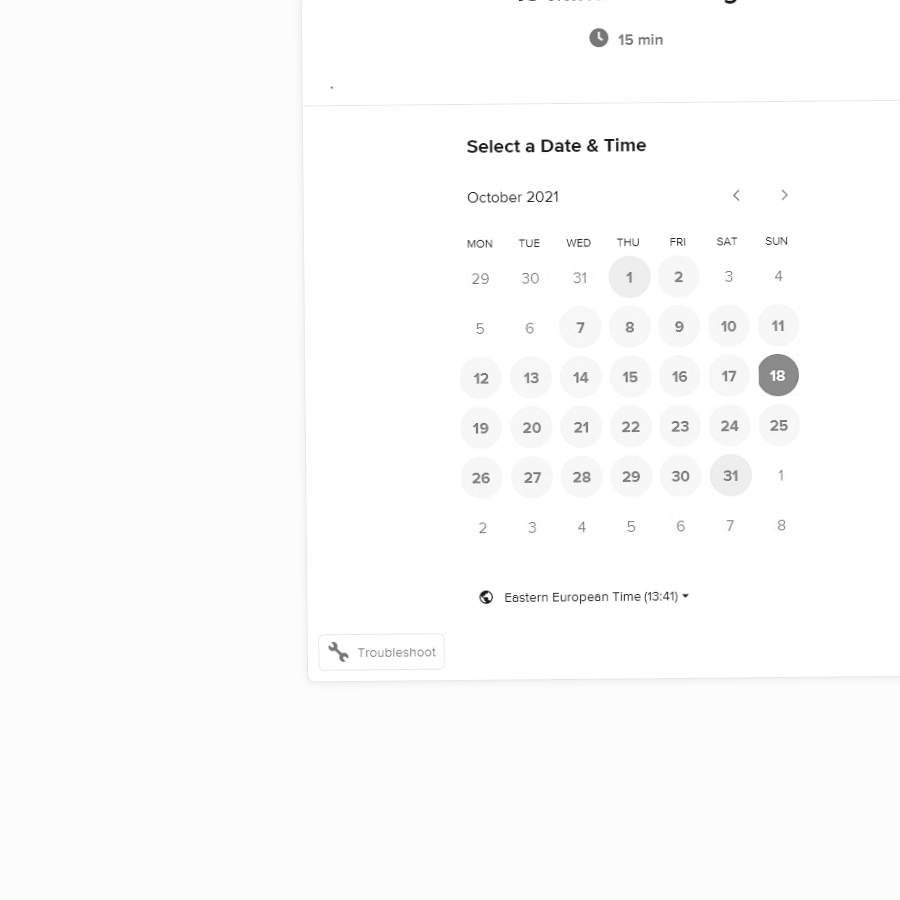 15 min
Select a Date & Time
October 2021
MON TUE WED THU FRI SAT SUN
29 30 31 1 2 3 4
5 6 7 8 9 10 11
12 13 14 15 16 17 18
19 20 21 22 23 24 25
26 27 28 29 30 31 1
2 3 4 5 6 7 8
Eastern European Time (13:41)
Troubleshoot